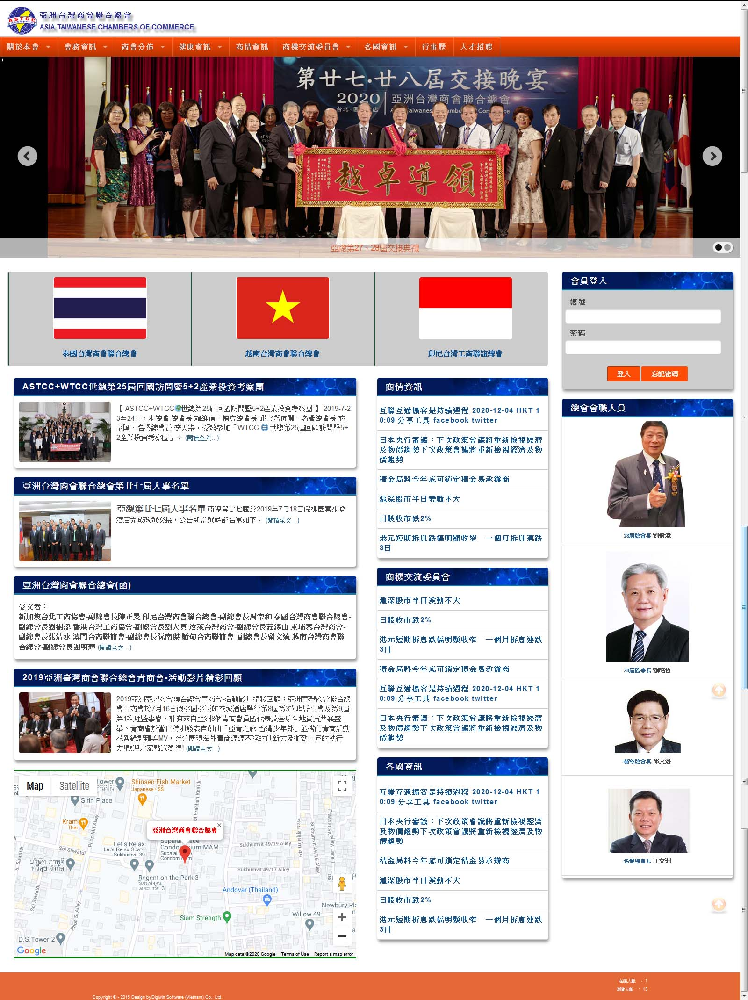 亞洲台灣商會聯合總會
ASIA TAIWANESE CHAMBERS OF COMMERCE
ASTCC
關於本會
會務資訊
商會分佈
健康資訊
商情資訊
商機交流委員會
各國資訊
行事歷
人才招聘
第廿七·廿八屆交接晚宴
2020 亞洲台灣商會聯合總會
越卓導領
亞總第27、28屆交接典禮
泰國台灣商會聯合總會
越南台灣商會聯合總會
印尼台灣工商聯誼總會
會員登入
帳號
密碼
登入
忘記密碼
ASTCC+WTCC世總第25屆回國訪問暨5+2產業投資考察團
【 ASTCC+WTCC世總第25屆回國訪問暨5+2產業投資考察團 】 2019-7-2
3至24日，本總會 總會長 賴維信、輔導總會長 邱文潛伉儷、名譽總會長 施
至隆、名譽總會長 李天柒，受邀參加「WTCC 世總第25屆回國訪問暨5+
2產業投資考察團」。 (閱讀全文...)
亞洲台灣商會聯合總會第廿七屆人事名單
亞總第廿七屆人事名單 亞總第廿七屆於2019年7月18日假桃園喜來登
酒店完成改選交接，公告新當選幹部名單如下： (閱讀全文...)
亞洲台灣商會聯合總會(函)
受文者：
新加坡台北工商協會-副總會長陳正旻 印尼台灣商會聯合總會-副總會長周宗和 泰國台灣商會聯合總會-
副總會長劉樹添 香港台灣工商協會-副總會長劉大貝 汶萊台灣商會-副總會長莊錫山 柬埔寨台灣商會-
副總會長張清水 澳門台商聯誼會-副總會長阮南傑 緬甸台商聯誼會_副總會長留文達 越南台灣商會聯
合總會-副總會長謝明輝 (閱讀全文...)
2019亞洲臺灣商會聯合總會青商會-活動影片精彩回顧
2019亞洲臺灣商會聯合總會青商會-活動影片精彩回顧：亞洲臺灣商會聯合總
會青商會於7月16日假桃園桃禧航空城酒店舉行第8屆第3次理監事會及第9屆
第1次理監事會，計有來自亞洲8個青商會員國代表及全球各地貴賓共襄盛
舉。青商會於當日特別發表自創曲「亞青之歌-台灣少年郎」並搭配青商活動
花絮錄製精美MV，充分展現海外青商源源不絕的創新力及衝勁十足的執行
力!歡迎大家點選瀏覽! (閱讀全文...)
Map
Satellite
Tower
Shinsen Fish Market
Japanese · $$
Sirin Place
Kram
Thai
Phop Mit Alley
Soi Sawatdi
Let's Relax
Let's Relax Spa -
Sukhumvit 39
亞洲台灣商會聯合總會
Condominium MAM
Supalai
Sukhumvit 49/19 Alley
Sukhumvit 49/16 Alley
Sukhumvit 49/17 Alley
บริษัท ภาพดี
ทวีสุข จำกัด
Regent on the Park 3
รีเจ้นท์ออน
เดอะปาร์ค 3
Andovar (Thailand)
Siam Strength
Willow 49
Soi Sawatdi
Phon Si Alley
D.S.Tower 2
Google
Map data ©2020 Google
Terms of Use
Report a map error
商情資訊
互聯互通擴容是持續過程 2020-12-04 HKT 1
0:09 分享工具 facebook twitter
日本央行審議：下次政策會議將重新檢視經濟
及物價趨勢下次政策會議將重新檢視經濟及物
價趨勢
積金局料今年底可鎖定積金易承辦商
滬深股市半日變動不大
日股收市跌2%
港元短期拆息跌幅明顯收窄　一個月拆息連跌
3日
商機交流委員會
滬深股市半日變動不大
日股收市跌2%
港元短期拆息跌幅明顯收窄　一個月拆息連跌
3日
積金局料今年底可鎖定積金易承辦商
互聯互通擴容是持續過程 2020-12-04 HKT 1
0:09 分享工具 facebook twitter
日本央行審議：下次政策會議將重新檢視經濟
及物價趨勢下次政策會議將重新檢視經濟及物
價趨勢
各國資訊
互聯互通擴容是持續過程 2020-12-04 HKT 1
0:09 分享工具 facebook twitter
日本央行審議：下次政策會議將重新檢視經濟
及物價趨勢下次政策會議將重新檢視經濟及物
價趨勢
積金局料今年底可鎖定積金易承辦商
滬深股市半日變動不大
日股收市跌2%
港元短期拆息跌幅明顯收窄　一個月拆息連跌
3日
總會會職人員
28屆總會長 劉樹添
28屆監事長 賴昭哲
輔導總會長 邱文潛
名譽總會長 江文洲
在線人數 ： 1
瀏覽人數 ： 13
Copyright © - 2015 Design byDigiwin Software (Vietnam) Co., Ltd.